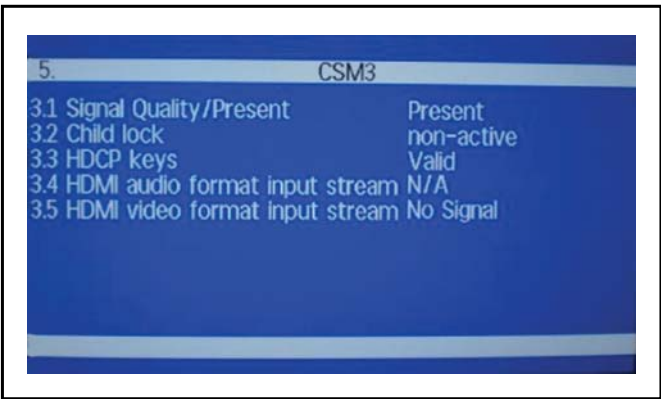 5. CSM3
3.1 Signal Quality/Present Present
3.2 Child lock non-active
3.3 HDCP keys Valid
3.4 HDMI audio format input stream N/A
3.5 HDMI video format input stream No Signal